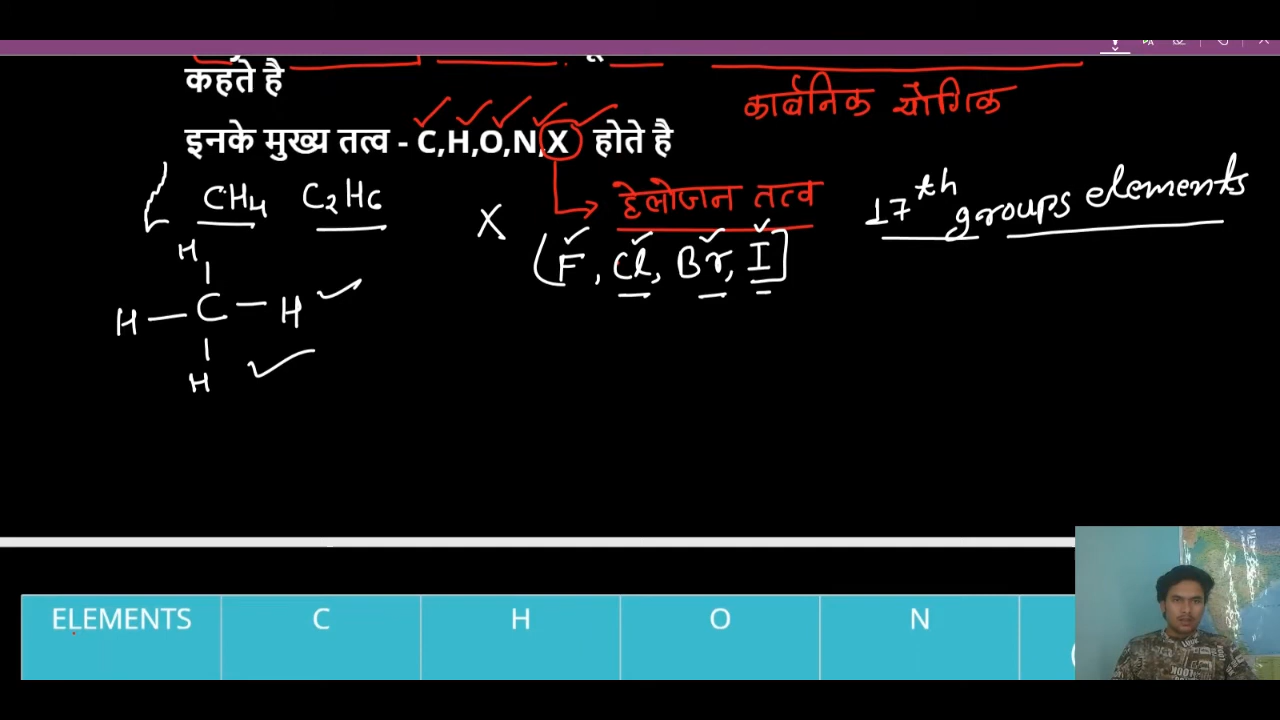 कहते है
कार्बनिक यौगिक
इनके मुख्य तत्व - C,H,O,N,X होते है
CH4 C2H6
X
हेलोजन तत्व
17th groups elements
(F, Cl, Br, I]
H
H - C - H
H
ELEMENTS C H O N